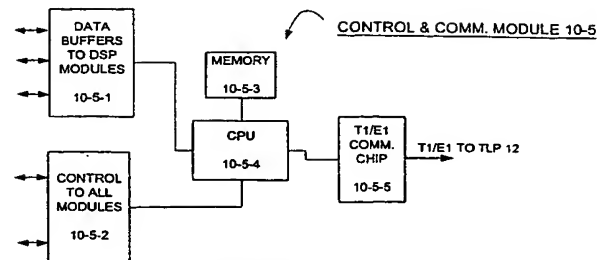 CONTROL & COMM. MODULE 10-5
DATA
BUFFERS
TO DSP
MODULES
10-5-1
MEMORY
10-5-3
CPU
10-5-4
T1/E1
COMM.
CHIP
10-5-5
T1/E1 TO TLP 12
CONTROL
TO ALL
MODULES
10-5-2